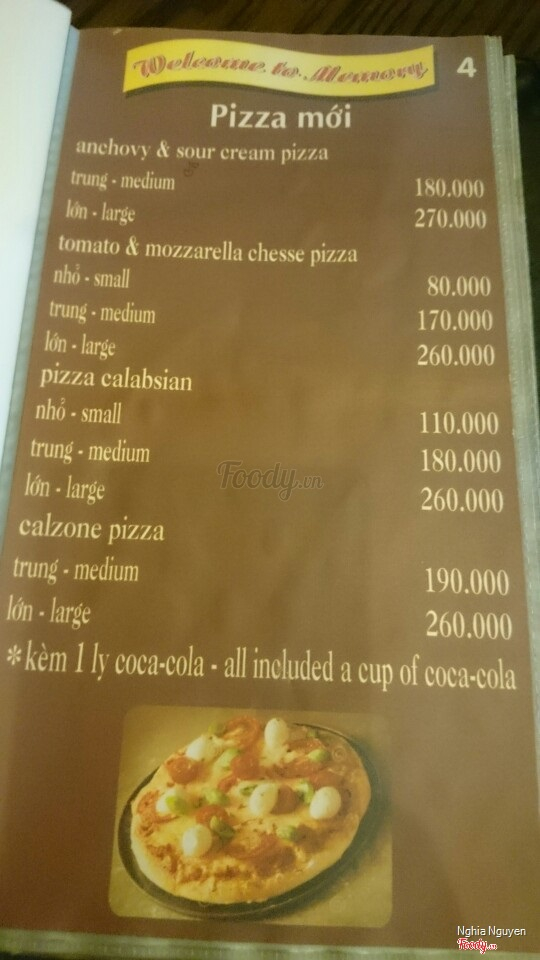 Welcome to Memory
4
Pizza mới
anchovy & sour cream pizza
trung - medium 180.000
lớn - large 270.000
tomato & mozzarella chesse pizza
nhỏ - small 80.000
trung - medium 170.000
lớn - large 260.000
pizza calabsian
nhỏ - small 110.000
trung - medium 180.000
lớn - large 260.000
calzone pizza
trung - medium 190.000
lớn - large 260.000
*kèm 1 ly coca-cola - all included a cup of coca-cola
Foody.vn
Nghia Nguyen
Foody.vn